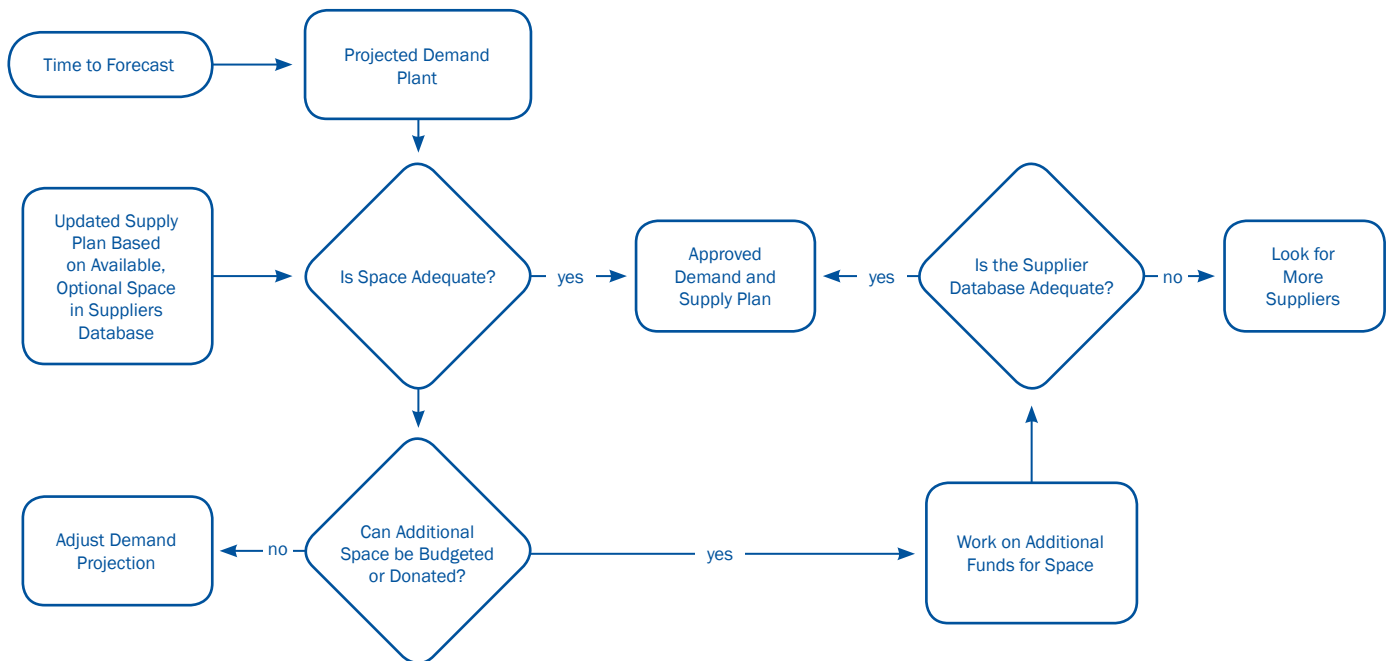 Time to Forecast
Projected Demand
Plant
Updated Supply
Plan Based
on Available,
Optional Space
in Suppliers
Database
Is Space Adequate?
yes
Approved
Demand and
Supply Plan
yes
Is the Supplier
Database Adequate?
no
Look for
More
Suppliers
Adjust Demand
Projection
no
Can Additional
Space be Budgeted
or Donated?
yes
Work on Additional
Funds for Space